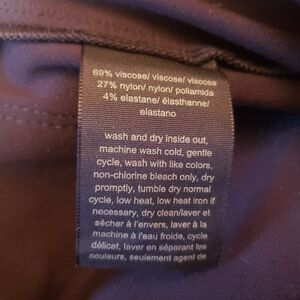 69% viscose/ viscose/ viscose
27% nylon/ nylon/ poliamida
4% elastane/ élasthanne/
elastano
wash and dry inside out,
machine wash cold, gentle
cycle, wash with like colors,
non-chlorine bleach only, dry
promptly, tumble dry normal
cycle, low heat, low heat iron if
necessary, dry clean/laver et
sécher à l'envers, laver à la
machine à l'eau froide, cycle
délicat, laver en séparant les
couleurs, seulement agent de